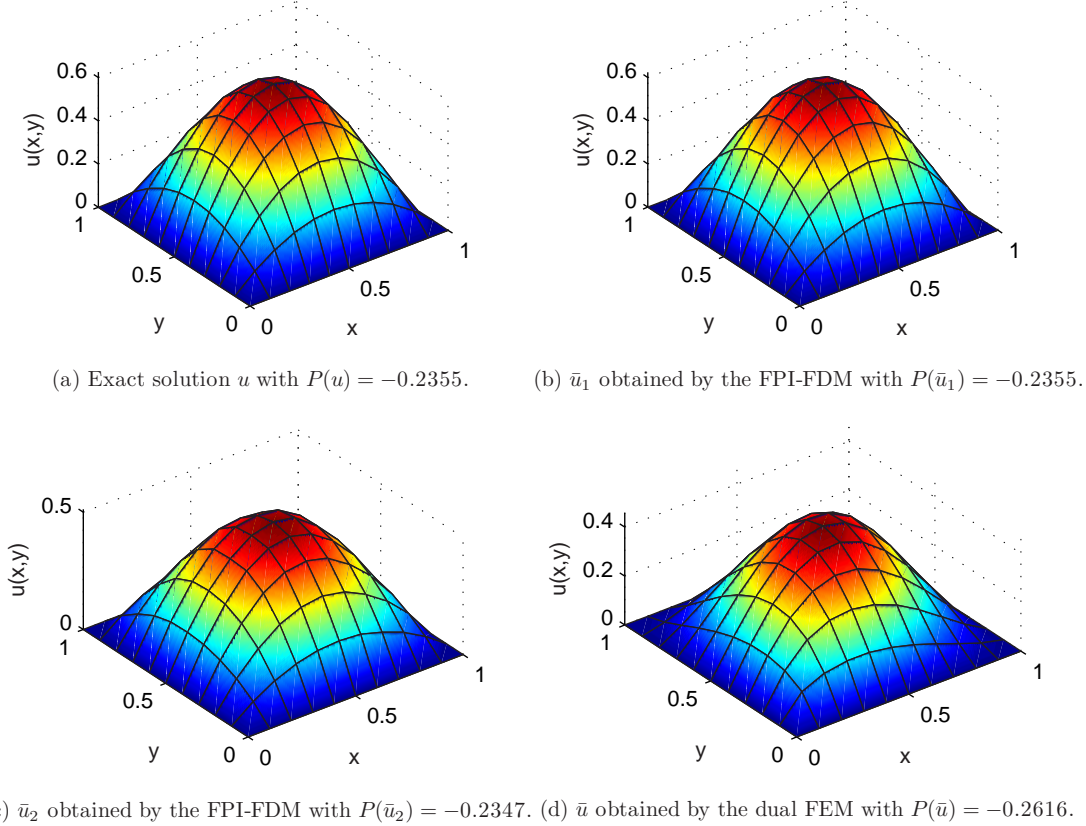 0.6
0.4
0.2
0
1
0.5
0
0
0.5
1
u(x,y)
y
x
0.6
0.4
0.2
0
1
0.5
0
0
0.5
1
u(x,y)
y
x
(a) Exact solution u with P(u) = −0.2355.
(b) ū₁ obtained by the FPI-FDM with P(ū₁) = −0.2355.
0.5
0
1
0.5
0
0
0.5
1
u(x,y)
y
x
0.4
0.2
0
1
0.5
0
0
0.5
1
u(x,y)
y
x
) ū₂ obtained by the FPI-FDM with P(ū₂) = −0.2347.
(d) ū obtained by the dual FEM with P(ū) = −0.2616.